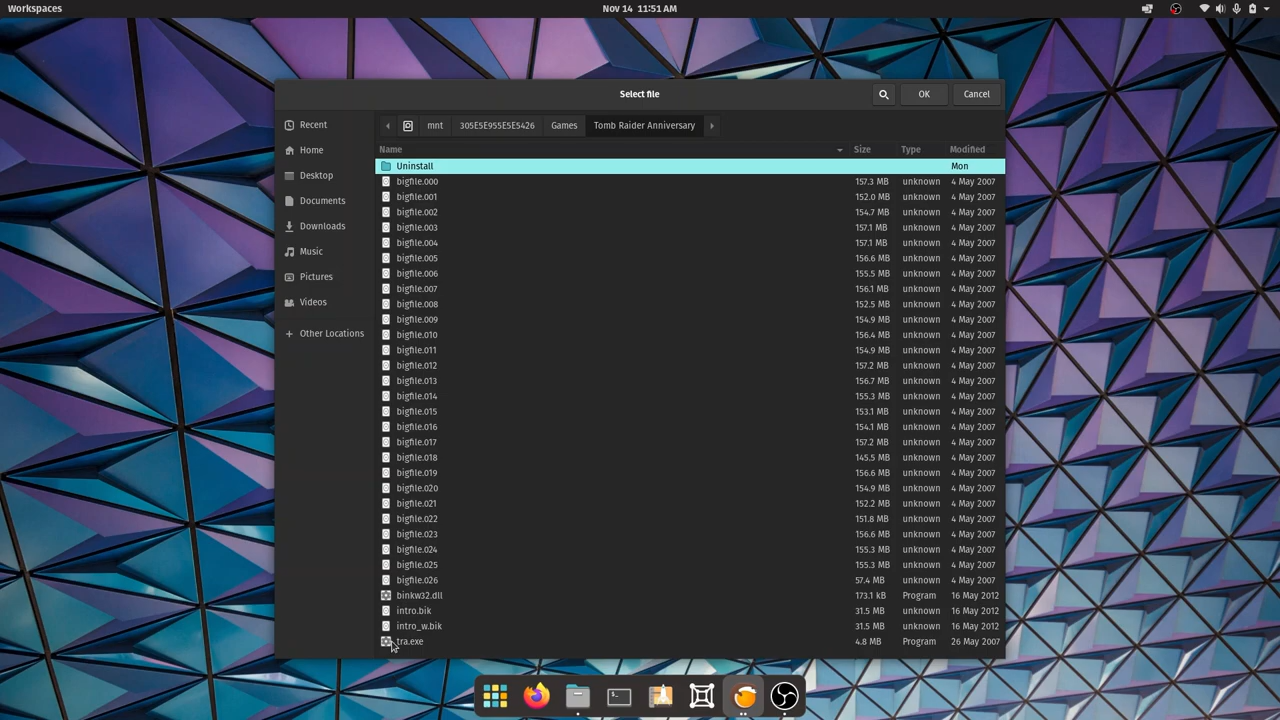 Workspaces Nov 14 11:51 AM
Select file OK Cancel
Recent
Home
Desktop
Documents
Downloads
Music
Pictures
Videos
Other Locations
mnt 305E5E955E5E5426 Games Tomb Raider Anniversary
Name Size Type Modified
Uninstall Mon
bigfile.000 157.3 MB unknown 4 May 2007
bigfile.001 152.0 MB unknown 4 May 2007
bigfile.002 154.7 MB unknown 4 May 2007
bigfile.003 157.1 MB unknown 4 May 2007
bigfile.004 157.1 MB unknown 4 May 2007
bigfile.005 156.6 MB unknown 4 May 2007
bigfile.006 155.5 MB unknown 4 May 2007
bigfile.007 156.1 MB unknown 4 May 2007
bigfile.008 152.5 MB unknown 4 May 2007
bigfile.009 154.9 MB unknown 4 May 2007
bigfile.010 156.4 MB unknown 4 May 2007
bigfile.011 154.9 MB unknown 4 May 2007
bigfile.012 157.2 MB unknown 4 May 2007
bigfile.013 156.7 MB unknown 4 May 2007
bigfile.014 155.3 MB unknown 4 May 2007
bigfile.015 153.1 MB unknown 4 May 2007
bigfile.016 154.1 MB unknown 4 May 2007
bigfile.017 157.2 MB unknown 4 May 2007
bigfile.018 145.5 MB unknown 4 May 2007
bigfile.019 156.6 MB unknown 4 May 2007
bigfile.020 154.9 MB unknown 4 May 2007
bigfile.021 152.2 MB unknown 4 May 2007
bigfile.022 151.8 MB unknown 4 May 2007
bigfile.023 156.6 MB unknown 4 May 2007
bigfile.024 155.3 MB unknown 4 May 2007
bigfile.025 155.3 MB unknown 4 May 2007
bigfile.026 57.4 MB unknown 4 May 2007
binkw32.dll 173.1 kB Program 16 May 2012
intro.bik 31.5 MB unknown 16 May 2012
intro_w.bik 31.5 MB unknown 16 May 2012
tra.exe 4.8 MB Program 26 May 2007